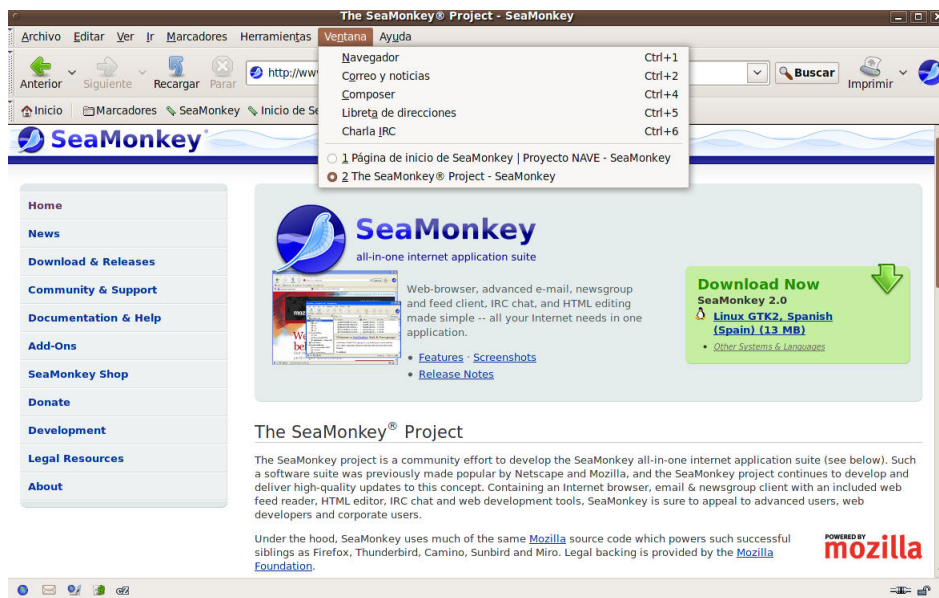 The SeaMonkey® Project - SeaMonkey
Archivo Editar Ver Ir Marcadores Herramientas Ventana Ayuda
Anterior Siguiente Recargar Parar http://www Buscar Imprimir
Navegador Ctrl+1
Correo y noticias Ctrl+2
Composer Ctrl+4
Libreta de direcciones Ctrl+5
Charla IRC Ctrl+6
1 Página de inicio de SeaMonkey | Proyecto NAVE - SeaMonkey
2 The SeaMonkey® Project - SeaMonkey
Inicio Marcadores SeaMonkey Inicio de Se
SeaMonkey
Home
News
Download & Releases
Community & Support
Documentation & Help
Add-Ons
SeaMonkey Shop
Donate
Development
Legal Resources
About
SeaMonkey
all-in-one internet application suite
Web-browser, advanced e-mail, newsgroup
and feed client, IRC chat, and HTML editing
made simple -- all your Internet needs in one
application.
• Features · Screenshots
• Release Notes
Download Now
SeaMonkey 2.0
Linux GTK2, Spanish
(Spain) (13 MB)
• Other Systems & Languages
The SeaMonkey® Project
The SeaMonkey project is a community effort to develop the SeaMonkey all-in-one internet application suite (see below). Such
a software suite was previously made popular by Netscape and Mozilla, and the SeaMonkey project continues to develop and
deliver high-quality updates to this concept. Containing an Internet browser, email & newsgroup client with an included web
feed reader, HTML editor, IRC chat and web development tools, SeaMonkey is sure to appeal to advanced users, web
developers and corporate users.
Under the hood, SeaMonkey uses much of the same Mozilla source code which powers such successful
siblings as Firefox, Thunderbird, Camino, Sunbird and Miro. Legal backing is provided by the Mozilla
Foundation.
POWERED BY
mozilla